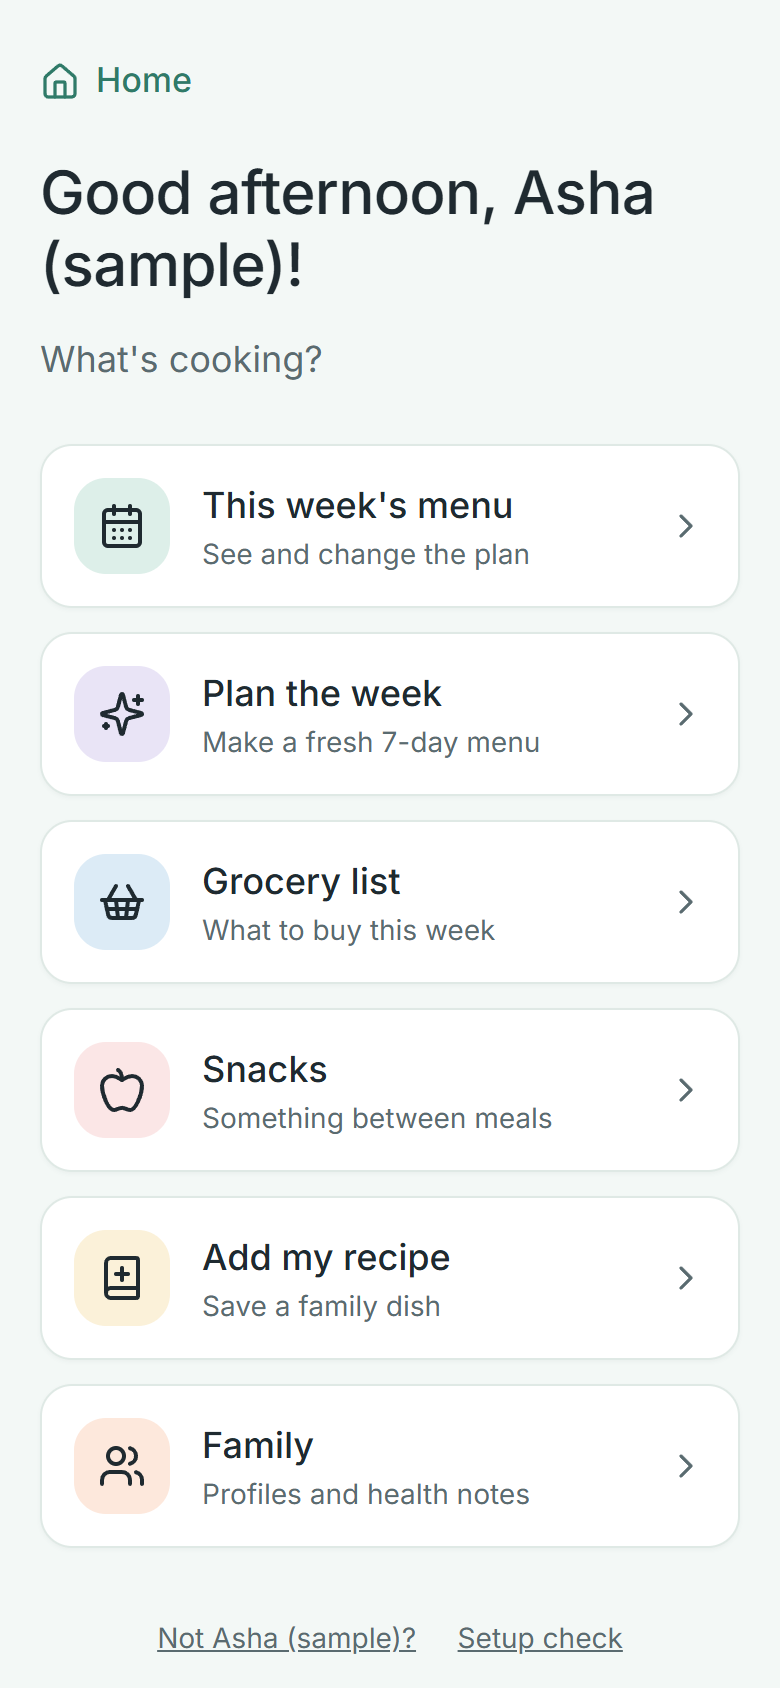 Home
Good afternoon, Asha
(sample)!
What's cooking?
This week's menu
See and change the plan
Plan the week
Make a fresh 7-day menu
Grocery list
What to buy this week
Snacks
Something between meals
Add my recipe
Save a family dish
Family
Profiles and health notes
Not Asha (sample)? Setup check